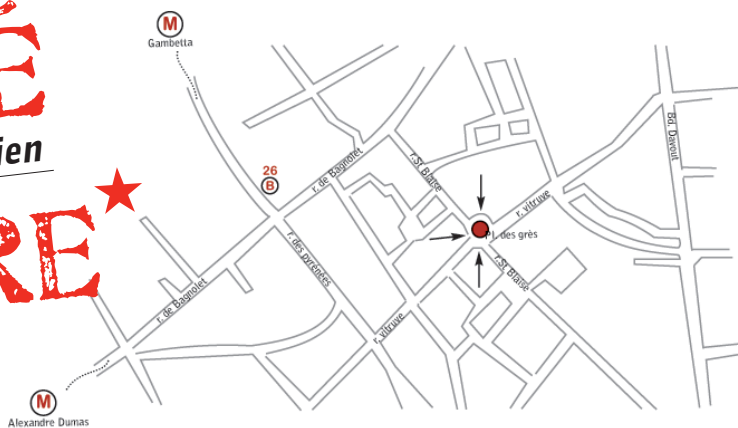 M
Gambetta
É
ien
RE
26
B
r. de Bagnolet
r. St Blaise
Bd. Davout
r. vitruve
Pl. des grès
r. des pyrénées
r. St Blaise
r. de Bagnolet
r. vitruve
M
Alexandre Dumas